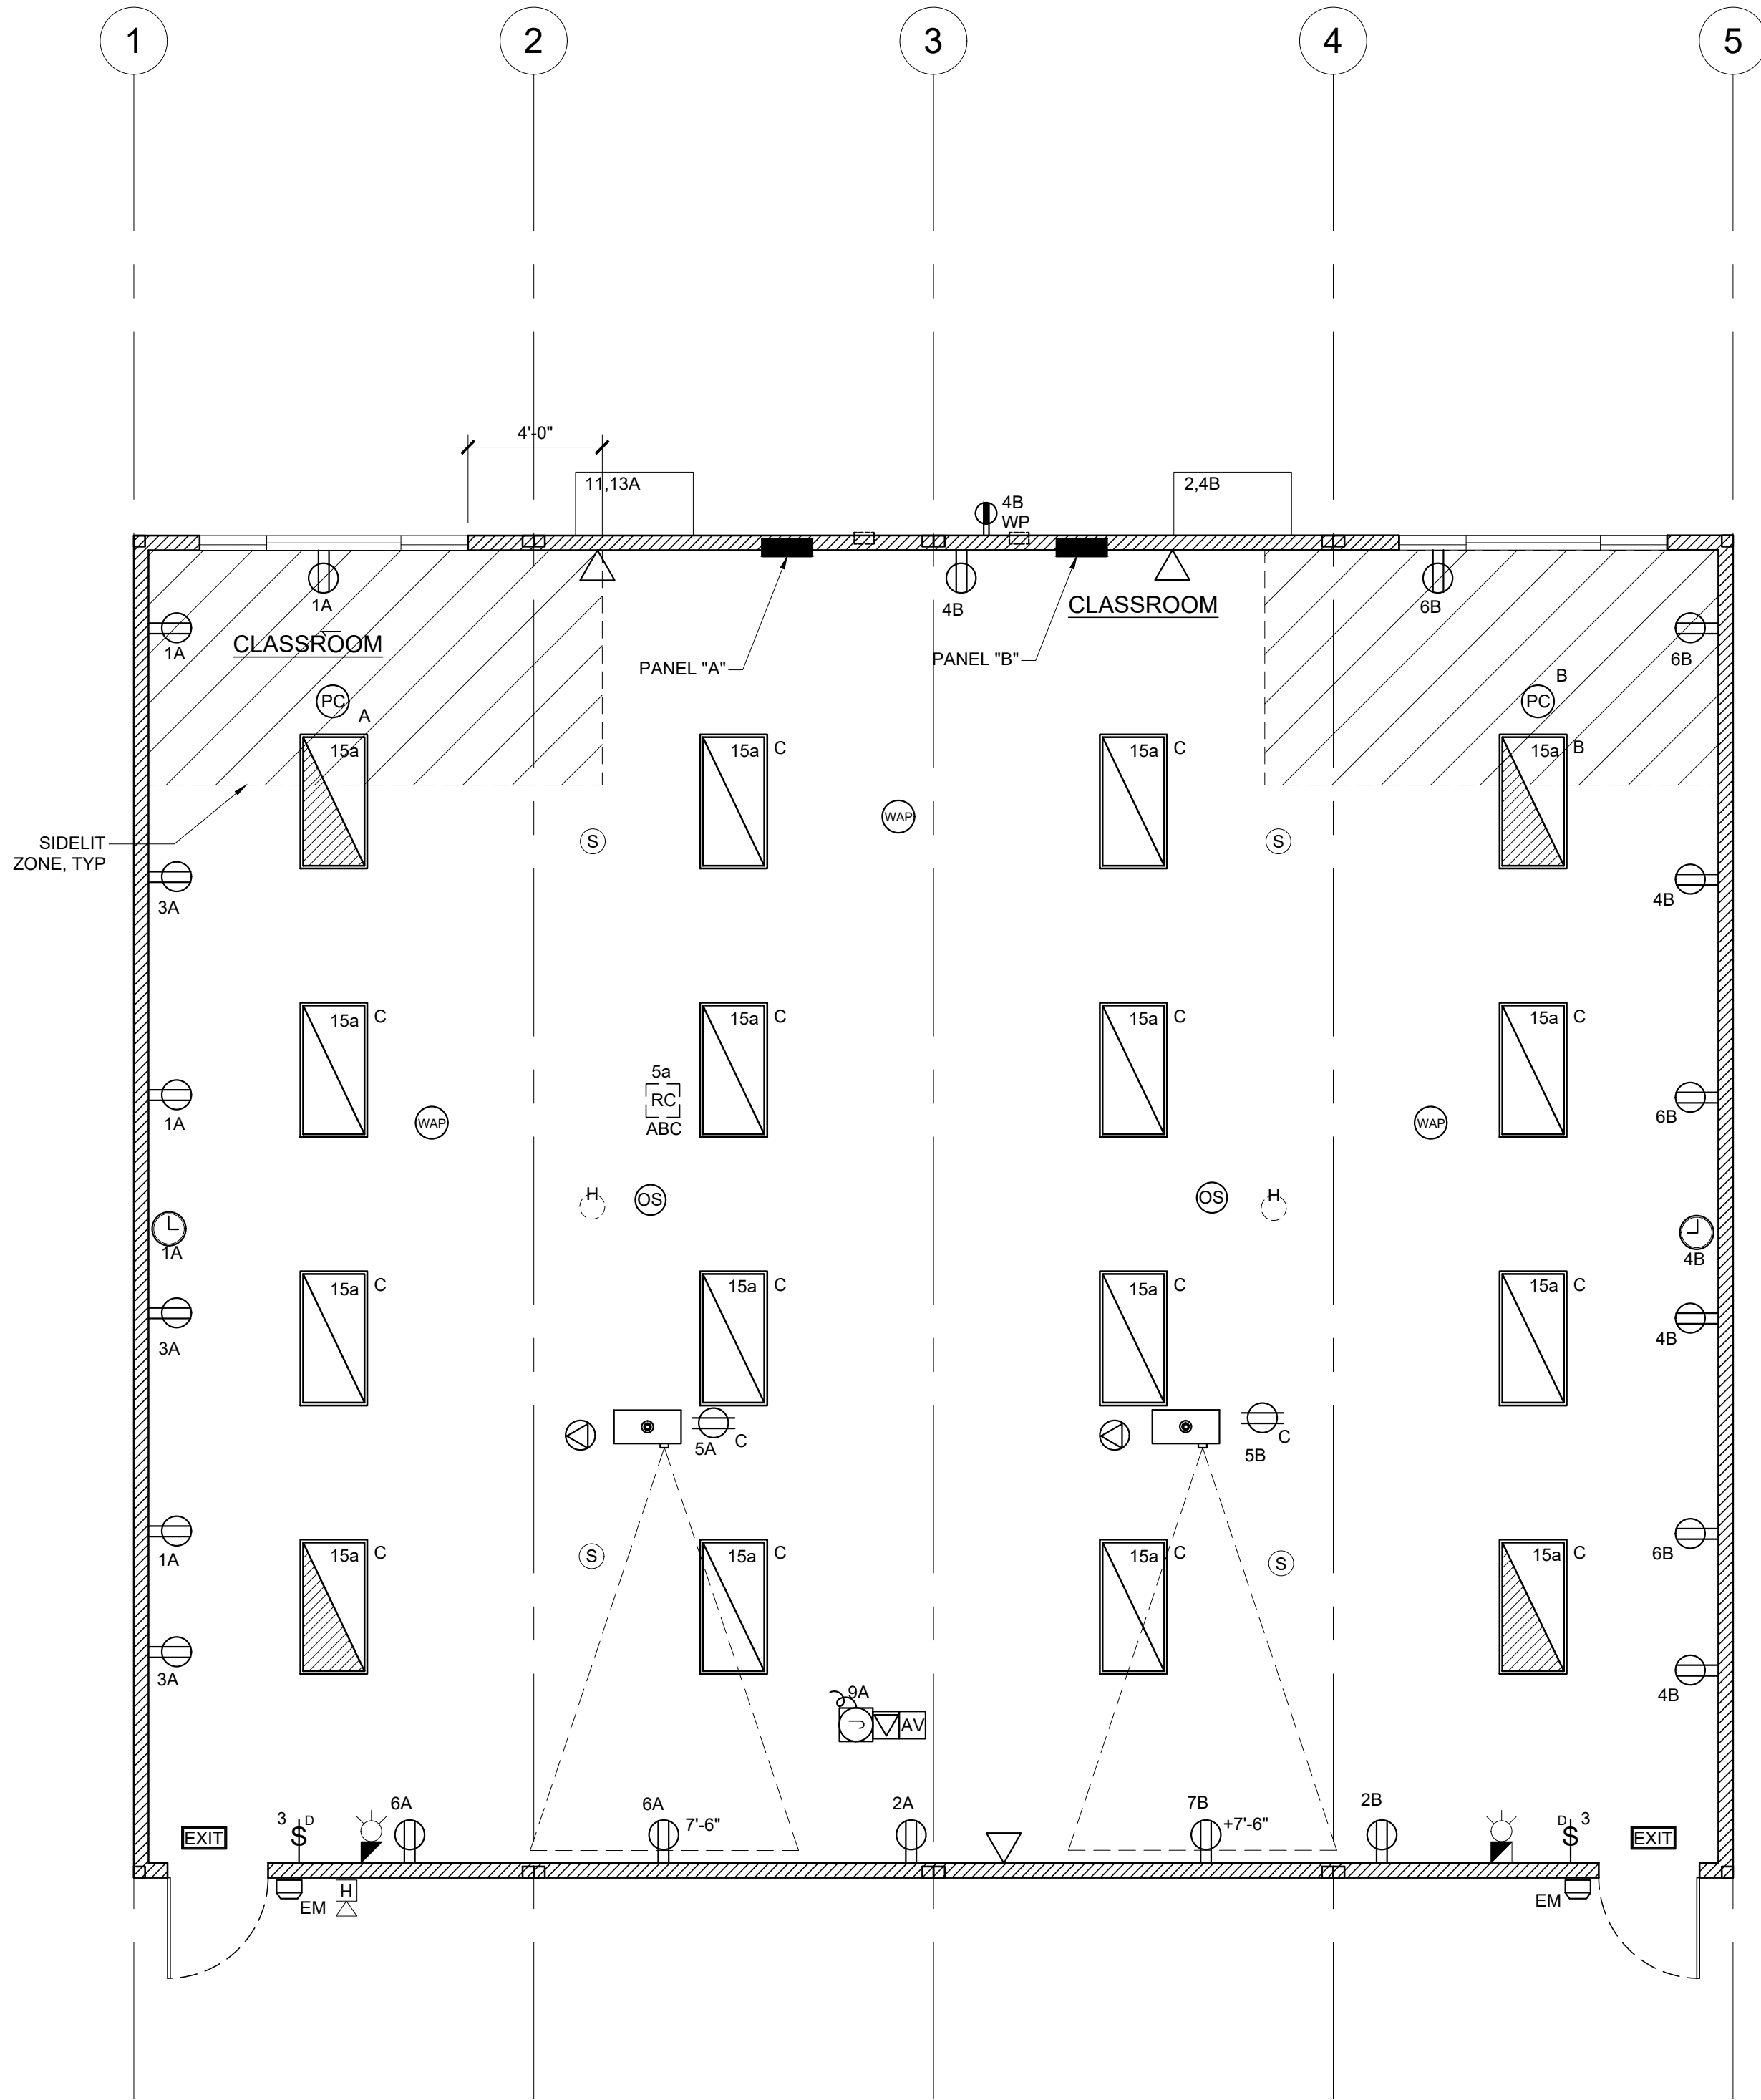 1 2 3 4 5
4'-0"
11,13A
2,4B
4B
WP
1A
4B
6B
CLASSROOM
1A
CLASSROOM
6B
PANEL "A"
PANEL "B"
PC
A
B
PC
15a
15a C
15a C
15a B
WAP
SIDELIT
ZONE, TYP
S
S
3A
4B
15a C
15a C
15a C
15a C
5a
RC
ABC
1A
WAP
WAP
6B
H
OS
OS
H
1A
4B
15a C
15a C
15a C
15a C
3A
4B
5A
C
5B
C
1A
15a C
S
15a C
15a C
S
15a C
6B
3A
4B
9A
J
AV
EXIT
3
S
D
6A
6A
7'-6"
2A
7B
+7'-6"
2B
D
S
3
EXIT
EM
H
EM